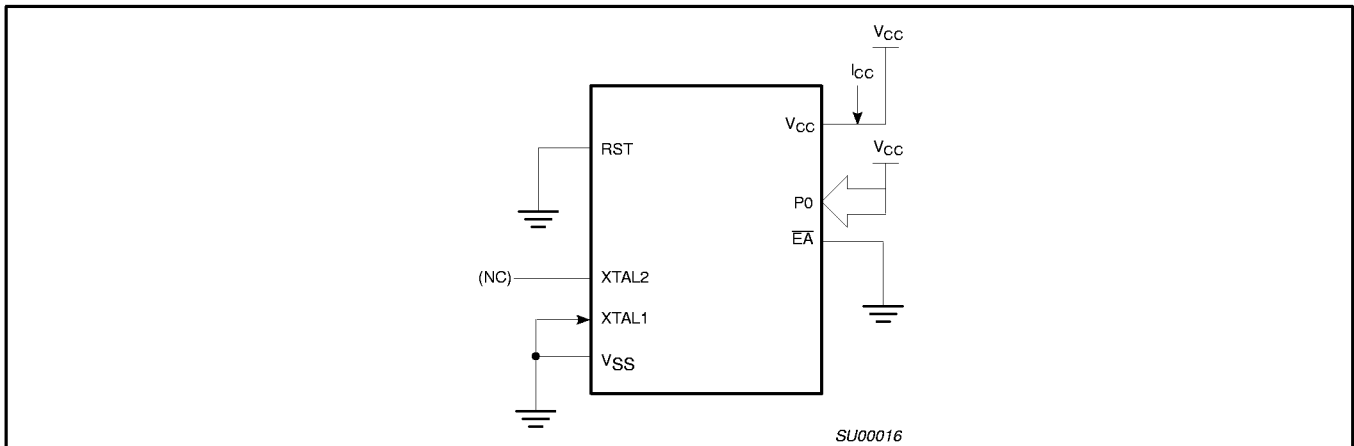 VCC
ICC
VCC
VCC
RST
P0
EA
(NC)
XTAL2
XTAL1
VSS
SU00016